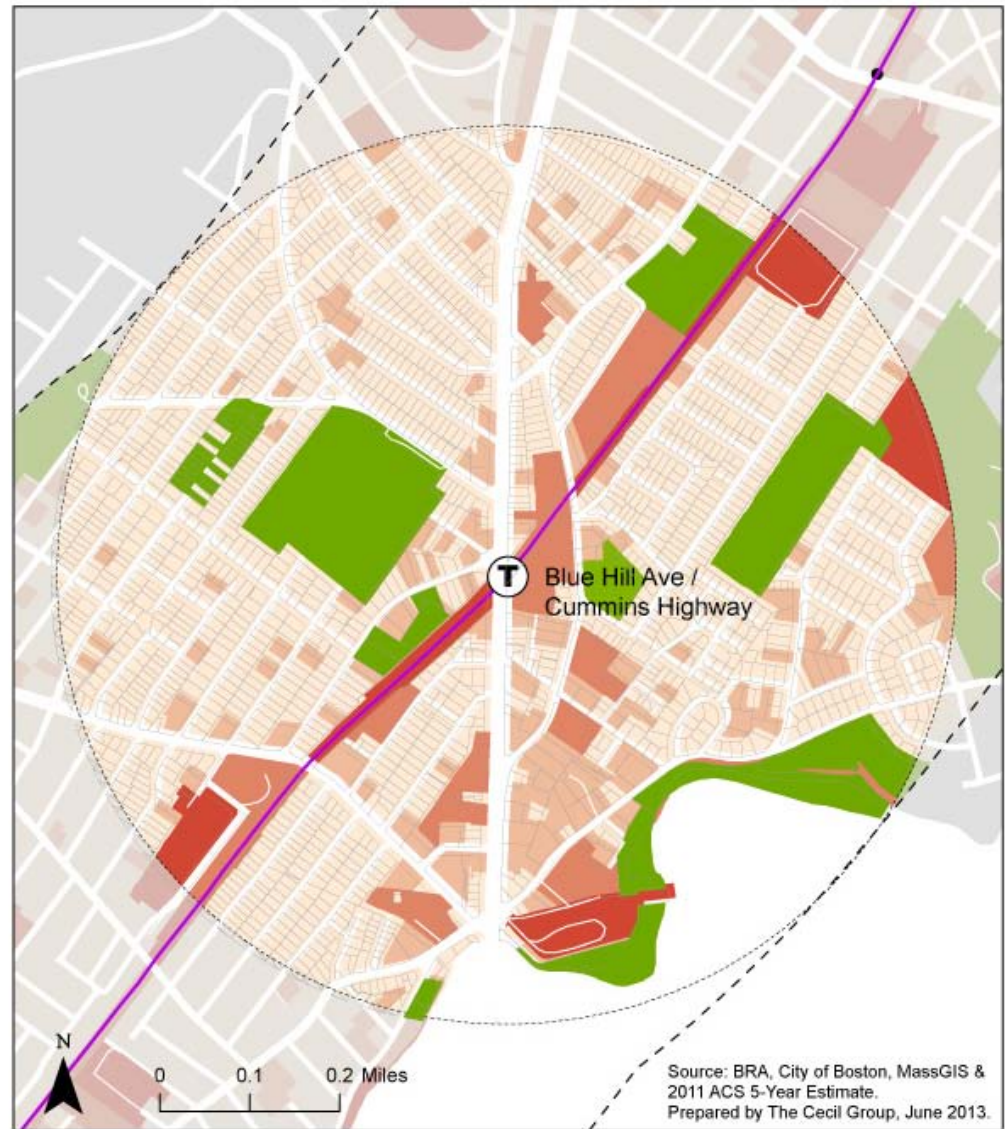 T
Blue Hill Ave /
Cummins Highway
N
0 0.1 0.2 Miles
Source: BRA, City of Boston, MassGIS &
2011 ACS 5-Year Estimate.
Prepared by The Cecil Group, June 2013.